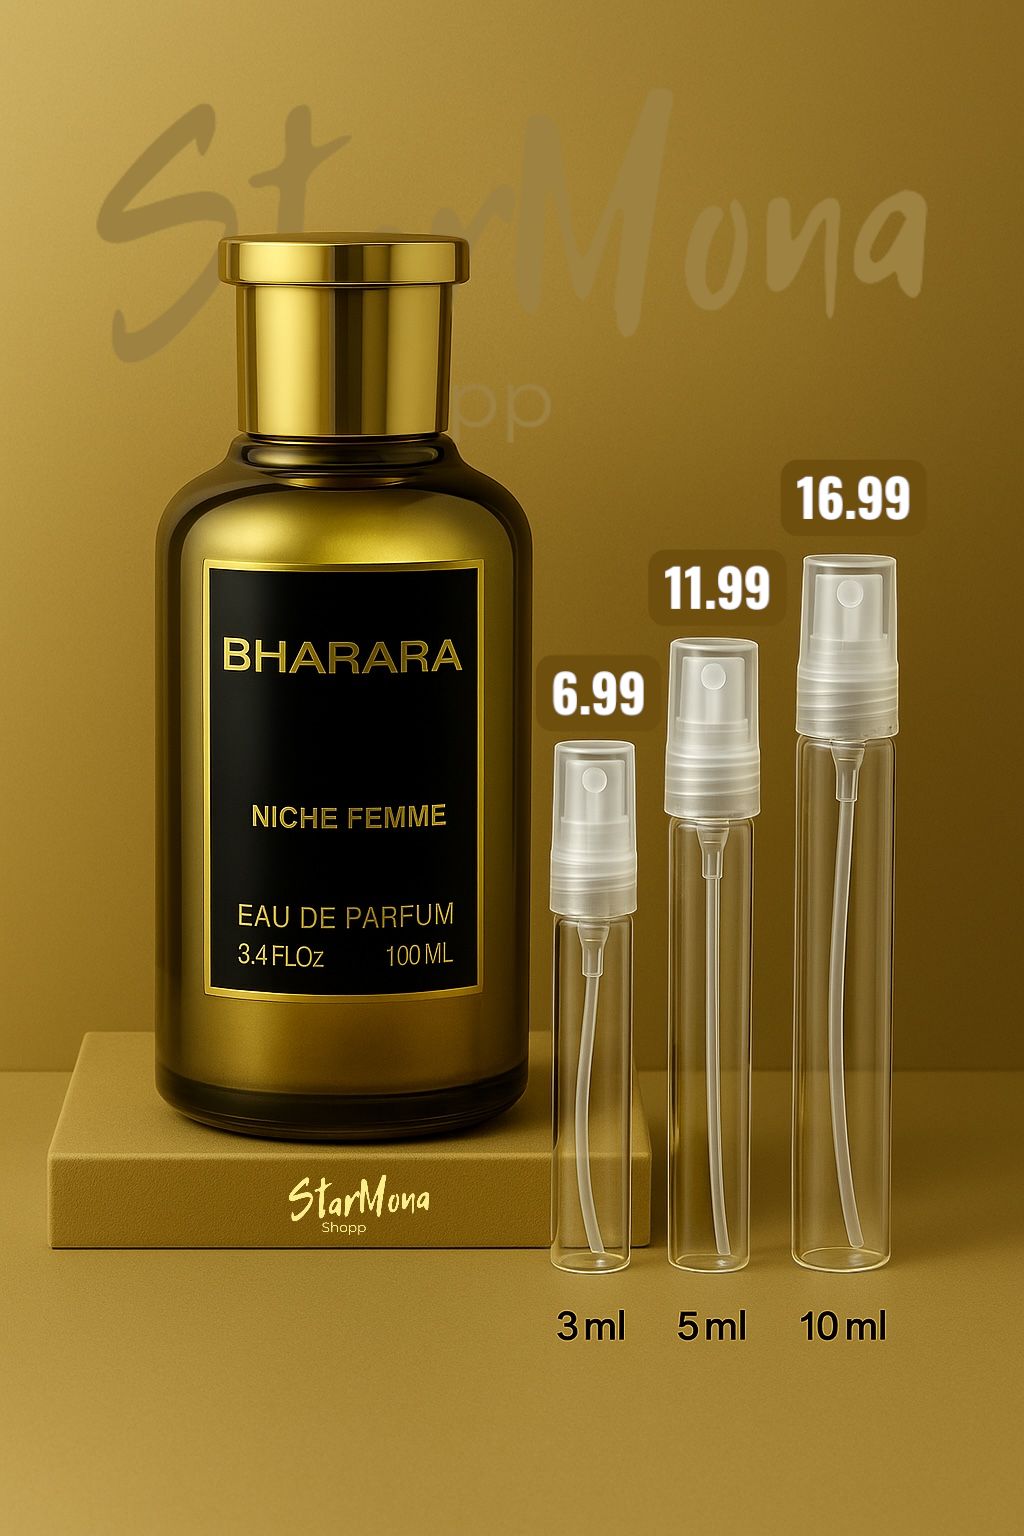 StarMona
pp
16.99
11.99
6.99
BHARARA
NICHE FEMME
EAU DE PARFUM
3.4 FLOz 100 ML
StarMona
Shopp
3 ml 5 ml 10 ml